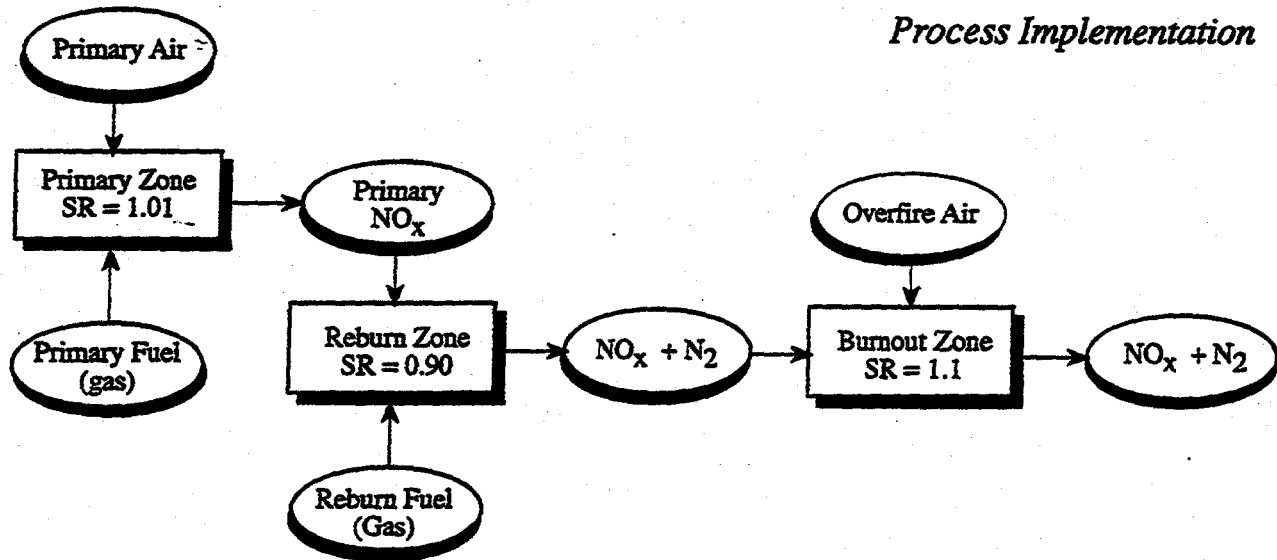 Process Implementation
Primary Air
Primary Zone
SR = 1.01
Primary Fuel
(gas)
Primary
NOx
Reburn Zone
SR = 0.90
Reburn Fuel
(Gas)
NOx + N2
Overfire Air
Burnout Zone
SR = 1.1
NOx + N2